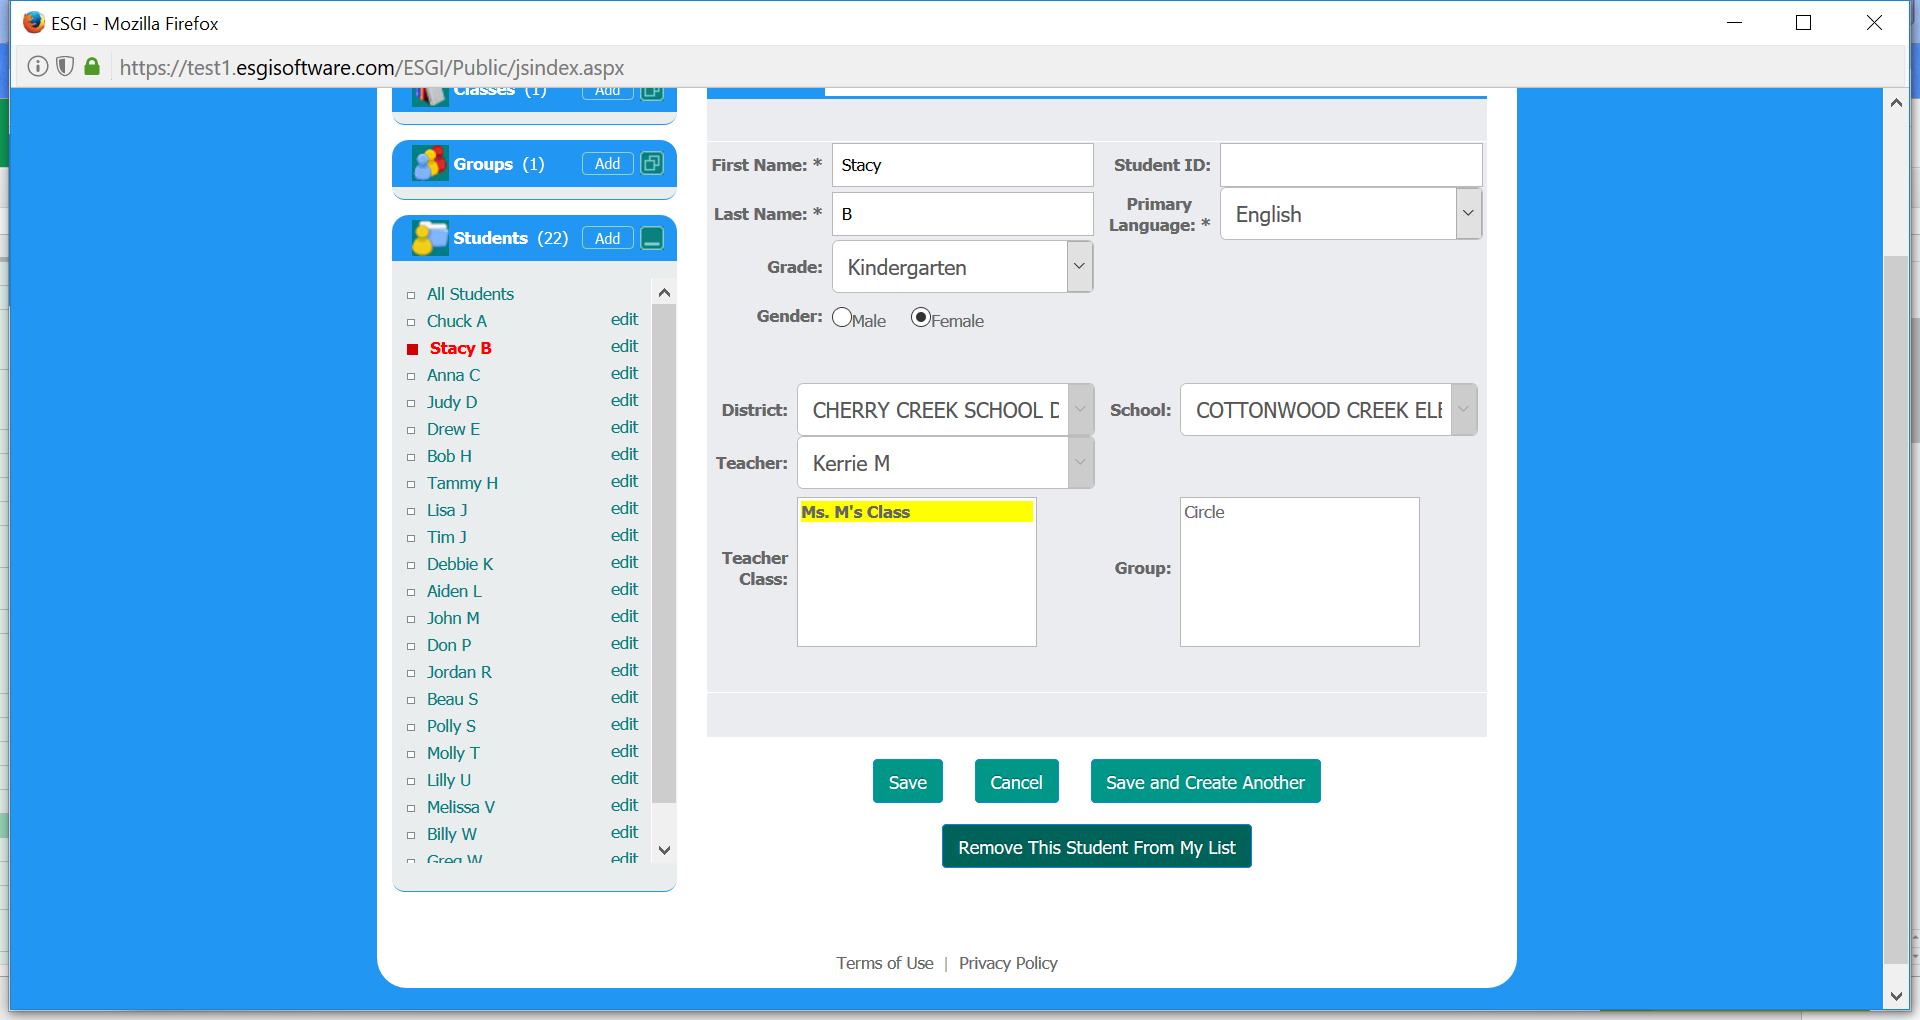 ESGI - Mozilla Firefox
https://test1.esgisoftware.com/ESGI/Public/jsindex.aspx
Classes (1) Add
Groups (1) Add
Students (22) Add
All Students
Chuck A edit
Stacy B edit
Anna C edit
Judy D edit
Drew E edit
Bob H edit
Tammy H edit
Lisa J edit
Tim J edit
Debbie K edit
Aiden L edit
John M edit
Don P edit
Jordan R edit
Beau S edit
Polly S edit
Molly T edit
Lilly U edit
Melissa V edit
Billy W edit
Greg W edit
First Name: * Stacy Student ID:
Last Name: * B Primary Language: * English
Grade: Kindergarten
Gender: Male Female
District: CHERRY CREEK SCHOOL D School: COTTONWOOD CREEK ELE
Teacher: Kerrie M
Teacher Class: Ms. M's Class Group: Circle
Save Cancel Save and Create Another
Remove This Student From My List
Terms of Use | Privacy Policy